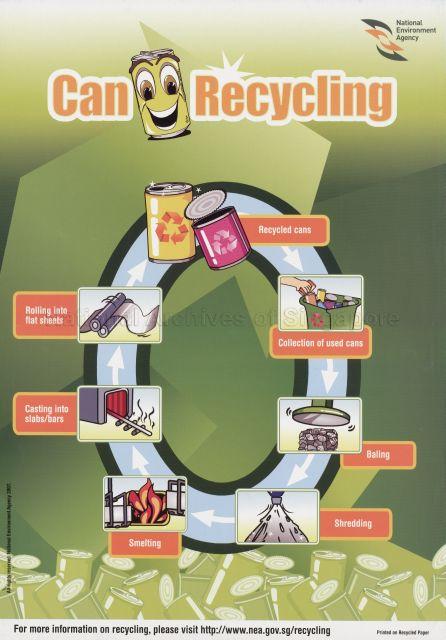 National
Environment
Agency
Can Recycling
Recycled cans
Rolling into
flat sheets
National Archives of Singapore
Collection of used cans
Casting into
slabs/bars
Baling
Shredding
Smelting
All rights reserved. National Environment Agency 2007.
For more information on recycling, please visit http://www.nea.gov.sg/recycling
Printed on Recycled Paper